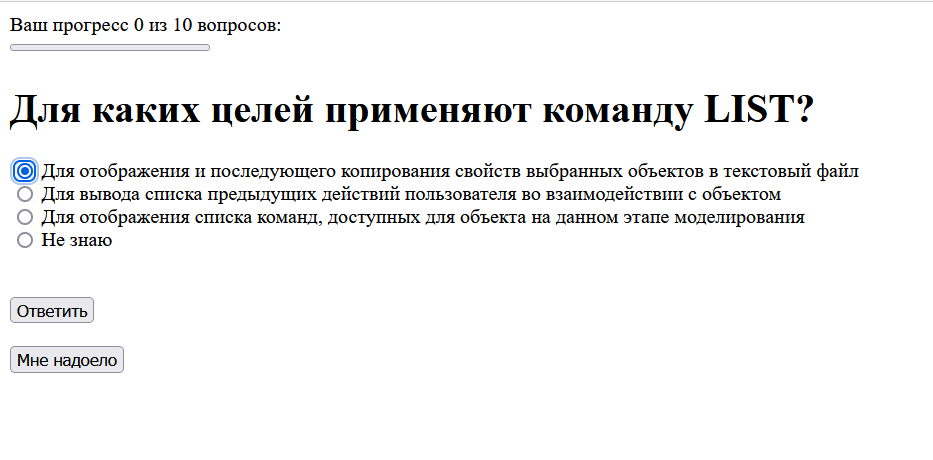 Ваш прогресс 0 из 10 вопросов:
Для каких целей применяют команду LIST?
Для отображения и последующего копирования свойств выбранных объектов в текстовый файл
Для вывода списка предыдущих действий пользователя во взаимодействии с объектом
Для отображения списка команд, доступных для объекта на данном этапе моделирования
Не знаю
Ответить
Мне надоело